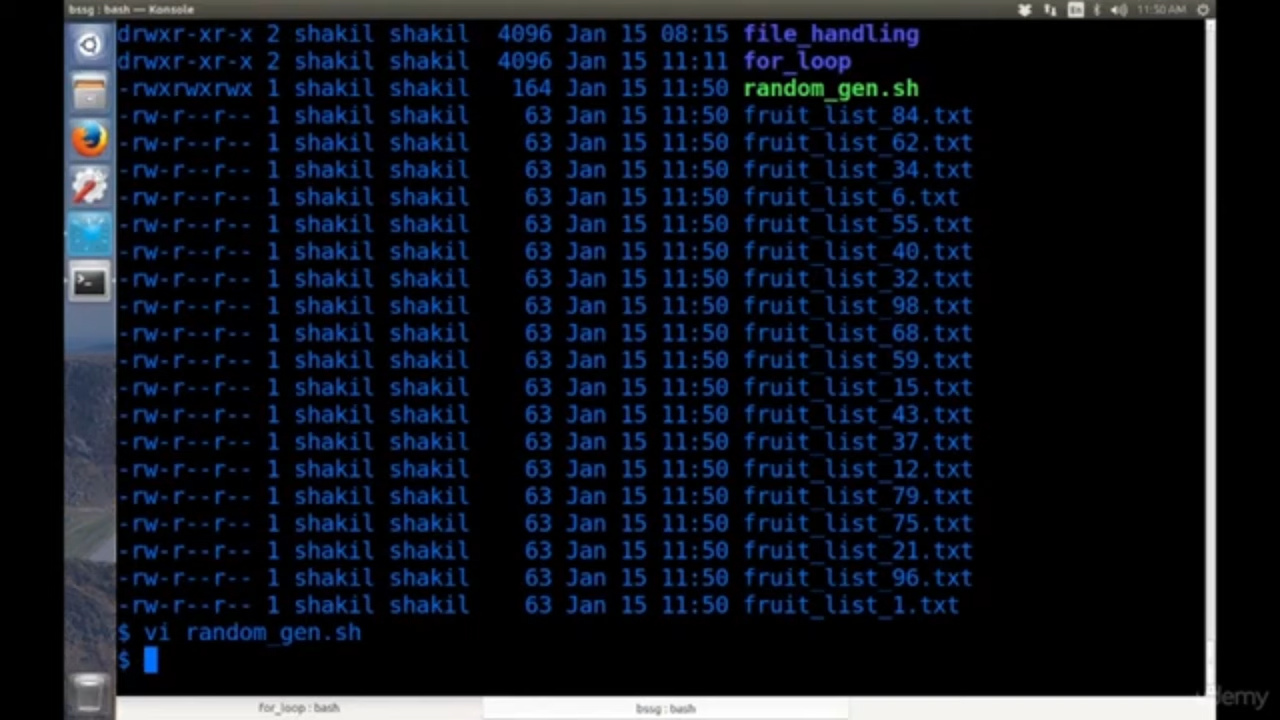 bssg : bash — Konsole
En
11:50 AM
drwxr-xr-x 2 shakil shakil 4096 Jan 15 08:15 file_handling
drwxr-xr-x 2 shakil shakil 4096 Jan 15 11:11 for_loop
-rwxrwxrwx 1 shakil shakil 164 Jan 15 11:50 random_gen.sh
-rw-r--r-- 1 shakil shakil 63 Jan 15 11:50 fruit_list_84.txt
-rw-r--r-- 1 shakil shakil 63 Jan 15 11:50 fruit_list_62.txt
-rw-r--r-- 1 shakil shakil 63 Jan 15 11:50 fruit_list_34.txt
-rw-r--r-- 1 shakil shakil 63 Jan 15 11:50 fruit_list_6.txt
-rw-r--r-- 1 shakil shakil 63 Jan 15 11:50 fruit_list_55.txt
-rw-r--r-- 1 shakil shakil 63 Jan 15 11:50 fruit_list_40.txt
-rw-r--r-- 1 shakil shakil 63 Jan 15 11:50 fruit_list_32.txt
-rw-r--r-- 1 shakil shakil 63 Jan 15 11:50 fruit_list_98.txt
-rw-r--r-- 1 shakil shakil 63 Jan 15 11:50 fruit_list_68.txt
-rw-r--r-- 1 shakil shakil 63 Jan 15 11:50 fruit_list_59.txt
-rw-r--r-- 1 shakil shakil 63 Jan 15 11:50 fruit_list_15.txt
-rw-r--r-- 1 shakil shakil 63 Jan 15 11:50 fruit_list_43.txt
-rw-r--r-- 1 shakil shakil 63 Jan 15 11:50 fruit_list_37.txt
-rw-r--r-- 1 shakil shakil 63 Jan 15 11:50 fruit_list_12.txt
-rw-r--r-- 1 shakil shakil 63 Jan 15 11:50 fruit_list_79.txt
-rw-r--r-- 1 shakil shakil 63 Jan 15 11:50 fruit_list_75.txt
-rw-r--r-- 1 shakil shakil 63 Jan 15 11:50 fruit_list_21.txt
-rw-r--r-- 1 shakil shakil 63 Jan 15 11:50 fruit_list_96.txt
-rw-r--r-- 1 shakil shakil 63 Jan 15 11:50 fruit_list_1.txt
$ vi random_gen.sh
$
for_loop : bash
bssg : bash
udemy